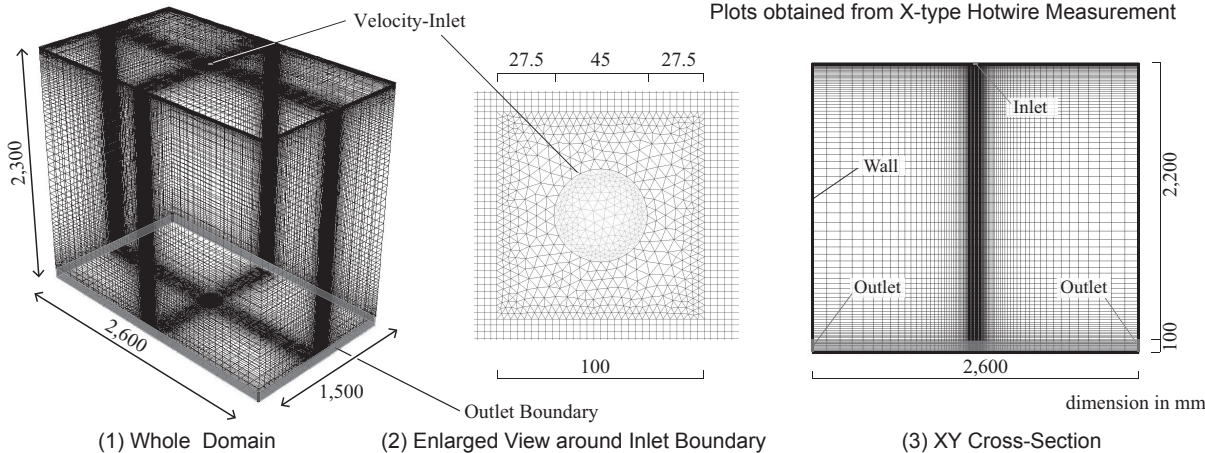 Plots obtained from X-type Hotwire Measurement
Velocity-Inlet
2,300
2,600
1,500
Outlet Boundary
(1) Whole Domain
27.5 45 27.5
100
(2) Enlarged View around Inlet Boundary
Inlet
Wall
Outlet
Outlet
2,200
100
2,600
dimension in mm
(3) XY Cross-Section